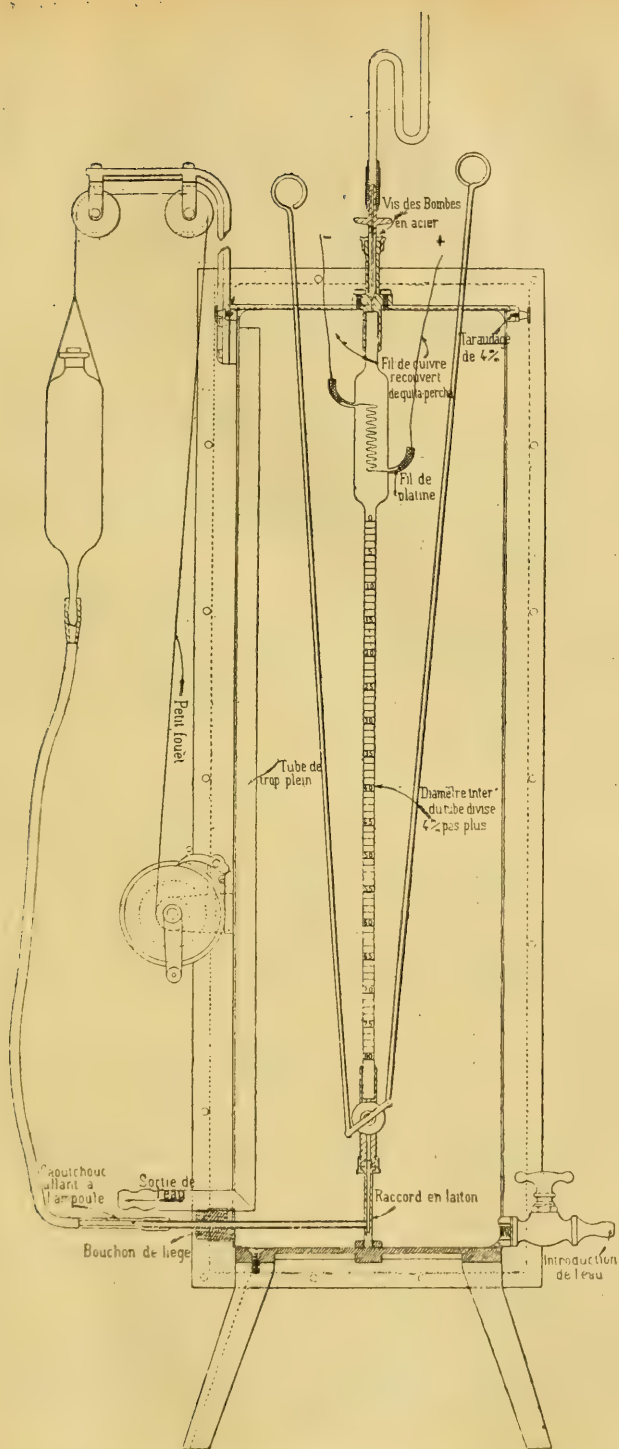 Vis des Bombes
en acier
-
+
Taraudage
de 4%
Fil de cuivre
recouvert
de gutta-percha
Fil de
platine
Petit fouet
Tube de
trop plein
Diamètre inter
du tube divise
4% pas plus
Caoutchouc
allant a
l'ampoule
Sortie de
l'eau
Raccord en laiton
Bouchon de liege
Introduction
de l'eau